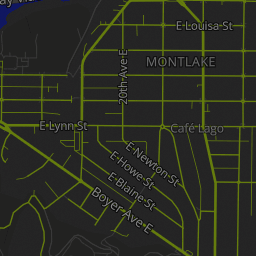 E Louisa St
MONTLAKE
20th Ave E
E Lynn St
Café Lago
E Newton St
E Howe St
E Blaine St
Boyer Ave E